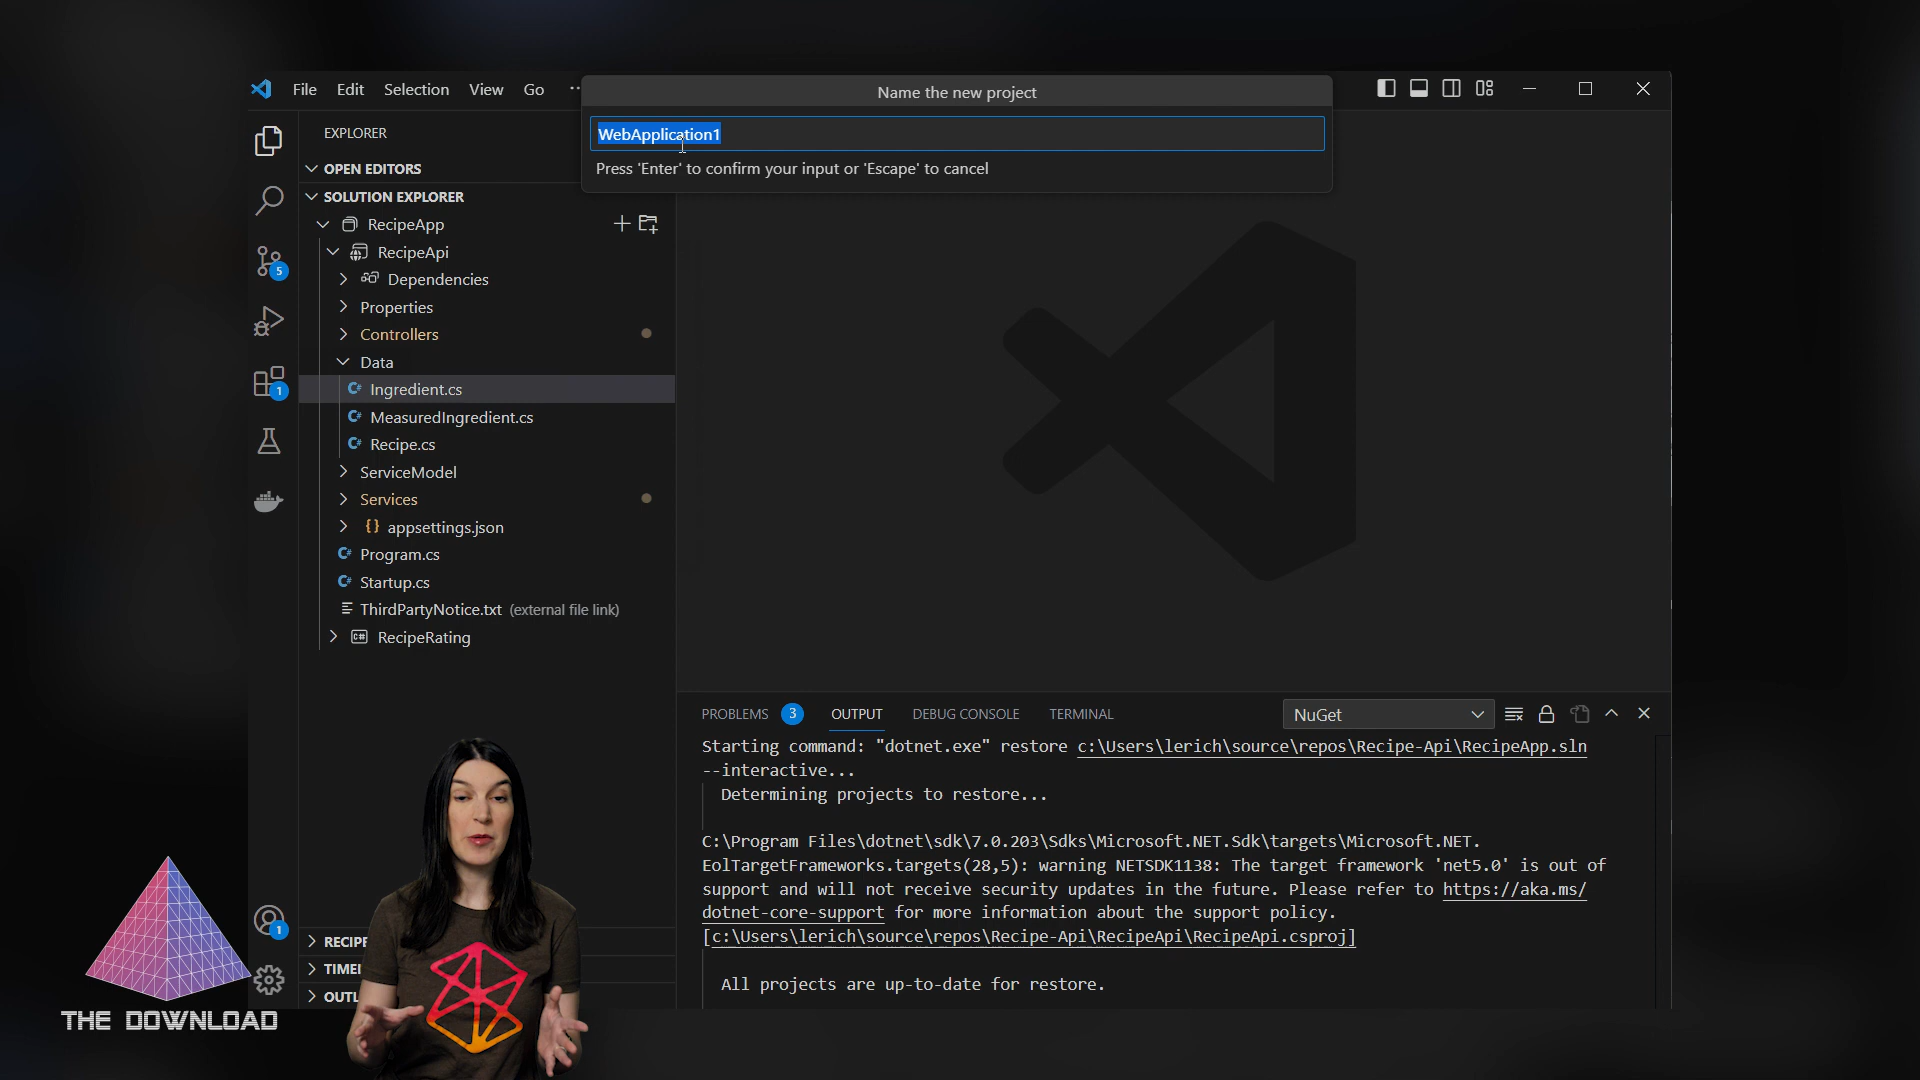 File Edit Selection View Go ··
Name the new project
WebApplication1
Press 'Enter' to confirm your input or 'Escape' to cancel
EXPLORER
OPEN EDITORS
SOLUTION EXPLORER
RecipeApp
RecipeApi
Dependencies
Properties
Controllers
Data
C# Ingredient.cs
C# MeasuredIngredient.cs
C# Recipe.cs
ServiceModel
Services
{} appsettings.json
C# Program.cs
C# Startup.cs
ThirdPartyNotice.txt (external file link)
C# RecipeRating
5
1
1
RECIPE
TIMEI
OUTL
PROBLEMS 3 OUTPUT DEBUG CONSOLE TERMINAL NuGet
Starting command: "dotnet.exe" restore c:\Users\lerich\source\repos\Recipe-Api\RecipeApp.sln
--interactive...
Determining projects to restore...
C:\Program Files\dotnet\sdk\7.0.203\Sdks\Microsoft.NET.Sdk\targets\Microsoft.NET.
EolTargetFrameworks.targets(28,5): warning NETSDK1138: The target framework 'net5.0' is out of
support and will not receive security updates in the future. Please refer to https://aka.ms/
dotnet-core-support for more information about the support policy.
[c:\Users\lerich\source\repos\Recipe-Api\RecipeApi\RecipeApi.csproj]
All projects are up-to-date for restore.
THE DOWNLOAD